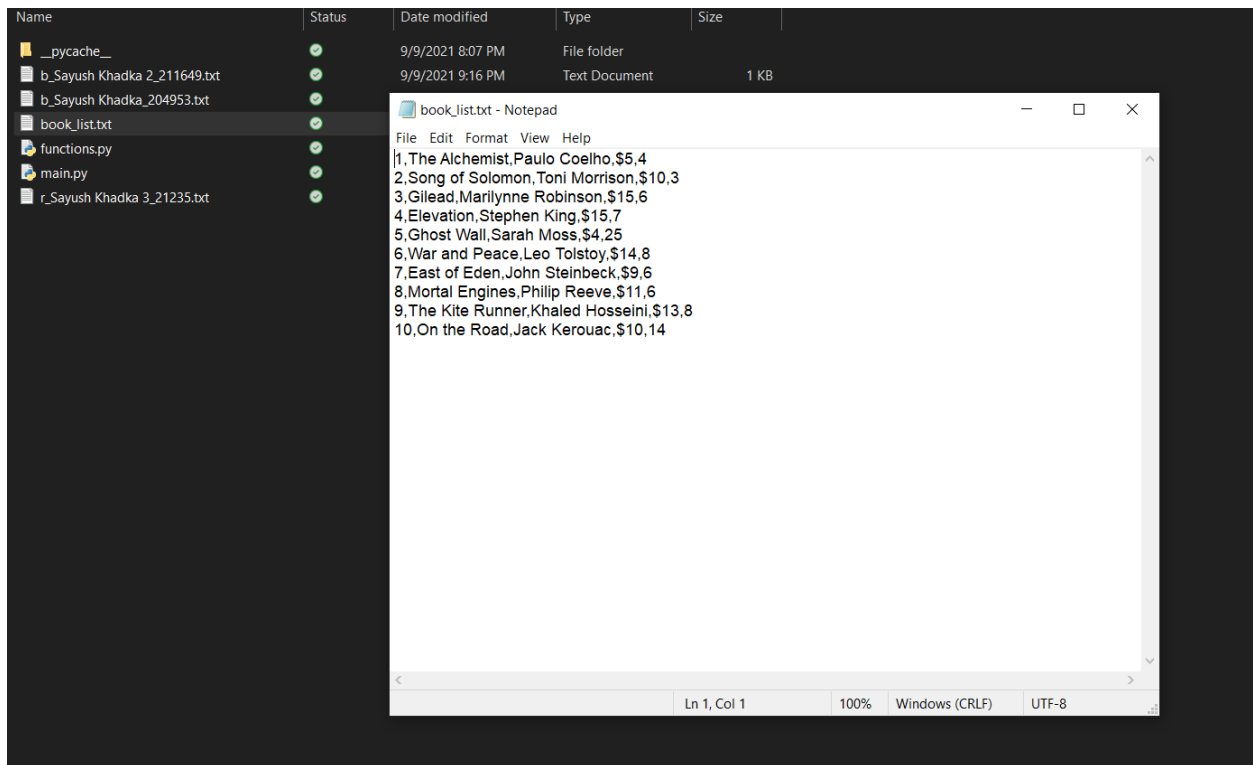 Name Status Date modified Type Size
__pycache__ 9/9/2021 8:07 PM File folder
b_Sayush Khadka 2_211649.txt 9/9/2021 9:16 PM Text Document 1 KB
b_Sayush Khadka_204953.txt
book_list.txt
functions.py
main.py
r_Sayush Khadka 3_21235.txt
book_list.txt - Notepad
File Edit Format View Help
1,The Alchemist,Paulo Coelho,$5,4
2,Song of Solomon,Toni Morrison,$10,3
3,Gilead,Marilynne Robinson,$15,6
4,Elevation,Stephen King,$15,7
5,Ghost Wall,Sarah Moss,$4,25
6,War and Peace,Leo Tolstoy,$14,8
7,East of Eden,John Steinbeck,$9,6
8,Mortal Engines,Philip Reeve,$11,6
9,The Kite Runner,Khaled Hosseini,$13,8
10,On the Road,Jack Kerouac,$10,14
Ln 1, Col 1 100% Windows (CRLF) UTF-8